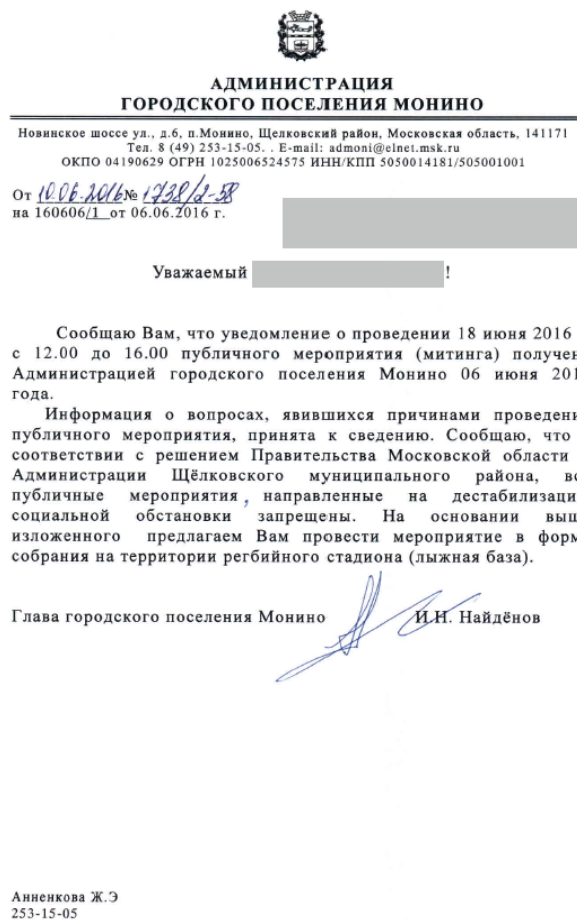 АДМИНИСТРАЦИЯ
ГОРОДСКОГО ПОСЕЛЕНИЯ МОНИНО
Новинское шоссе ул., д.6, п.Монино, Щелковский район, Московская область, 141171
Тел. 8 (49) 253-15-05. . E-mail: admoni@elnet.msk.ru
ОКПО 04190629 ОГРН 1025006524575 ИНН/КПП 5050014181/505001001
От 10.06.2016 № 1738/2-58
на 160606/1 от 06.06.2016 г.
Уважаемый !
Сообщаю Вам, что уведомление о проведении 18 июня 2016
с 12.00 до 16.00 публичного мероприятия (митинга) получен
Администрацией городского поселения Монино 06 июня 201
года.
Информация о вопросах, явившихся причинами проведени
публичного мероприятия, принята к сведению. Сообщаю, что
соответствии с решением Правительства Московской области
Администрации Щёлковского муниципального района, вс
публичные мероприятия, направленные на дестабилизаци
социальной обстановки запрещены. На основании выш
изложенного предлагаем Вам провести мероприятие в форм
собрания на территории регбийного стадиона (лыжная база).
Глава городского поселения Монино И.Н. Найдёнов
Анненкова Ж.Э
253-15-05